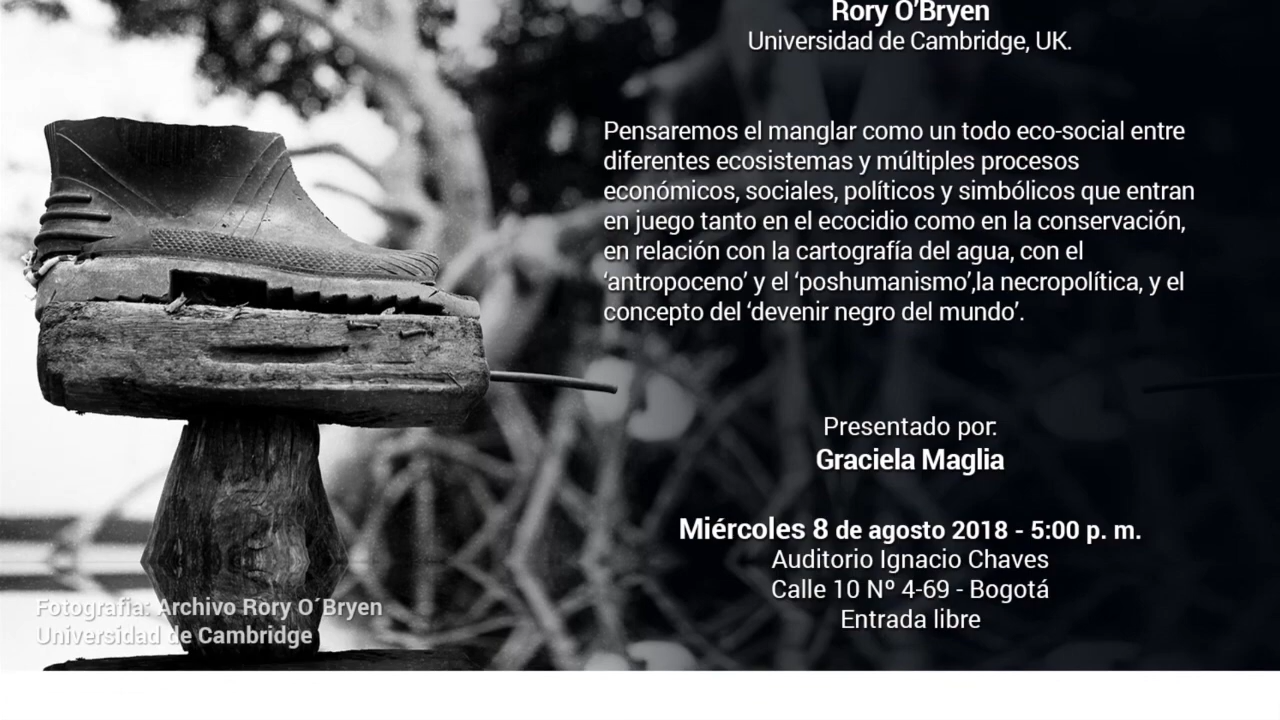 Rory O’Bryen
Universidad de Cambridge, UK.
Pensaremos el manglar como un todo eco-social entre
diferentes ecosistemas y múltiples procesos
económicos, sociales, políticos y simbólicos que entran
en juego tanto en el ecocidio como en la conservación,
en relación con la cartografía del agua, con el
‘antropoceno’ y el ‘poshumanismo’,la necropolítica, y el
concepto del ‘devenir negro del mundo’.
Presentado por:
Graciela Maglia
Miércoles 8 de agosto 2018 - 5:00 p. m.
Auditorio Ignacio Chaves
Calle 10 Nº 4-69 - Bogotá
Entrada libre
Fotografia: Archivo Rory O´Bryen
Universidad de Cambridge